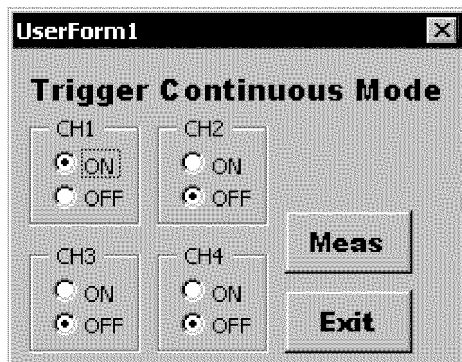 UserForm1
Trigger Continuous Mode
CH1
ON
OFF
CH2
ON
OFF
CH3
ON
OFF
CH4
ON
OFF
Meas
Exit